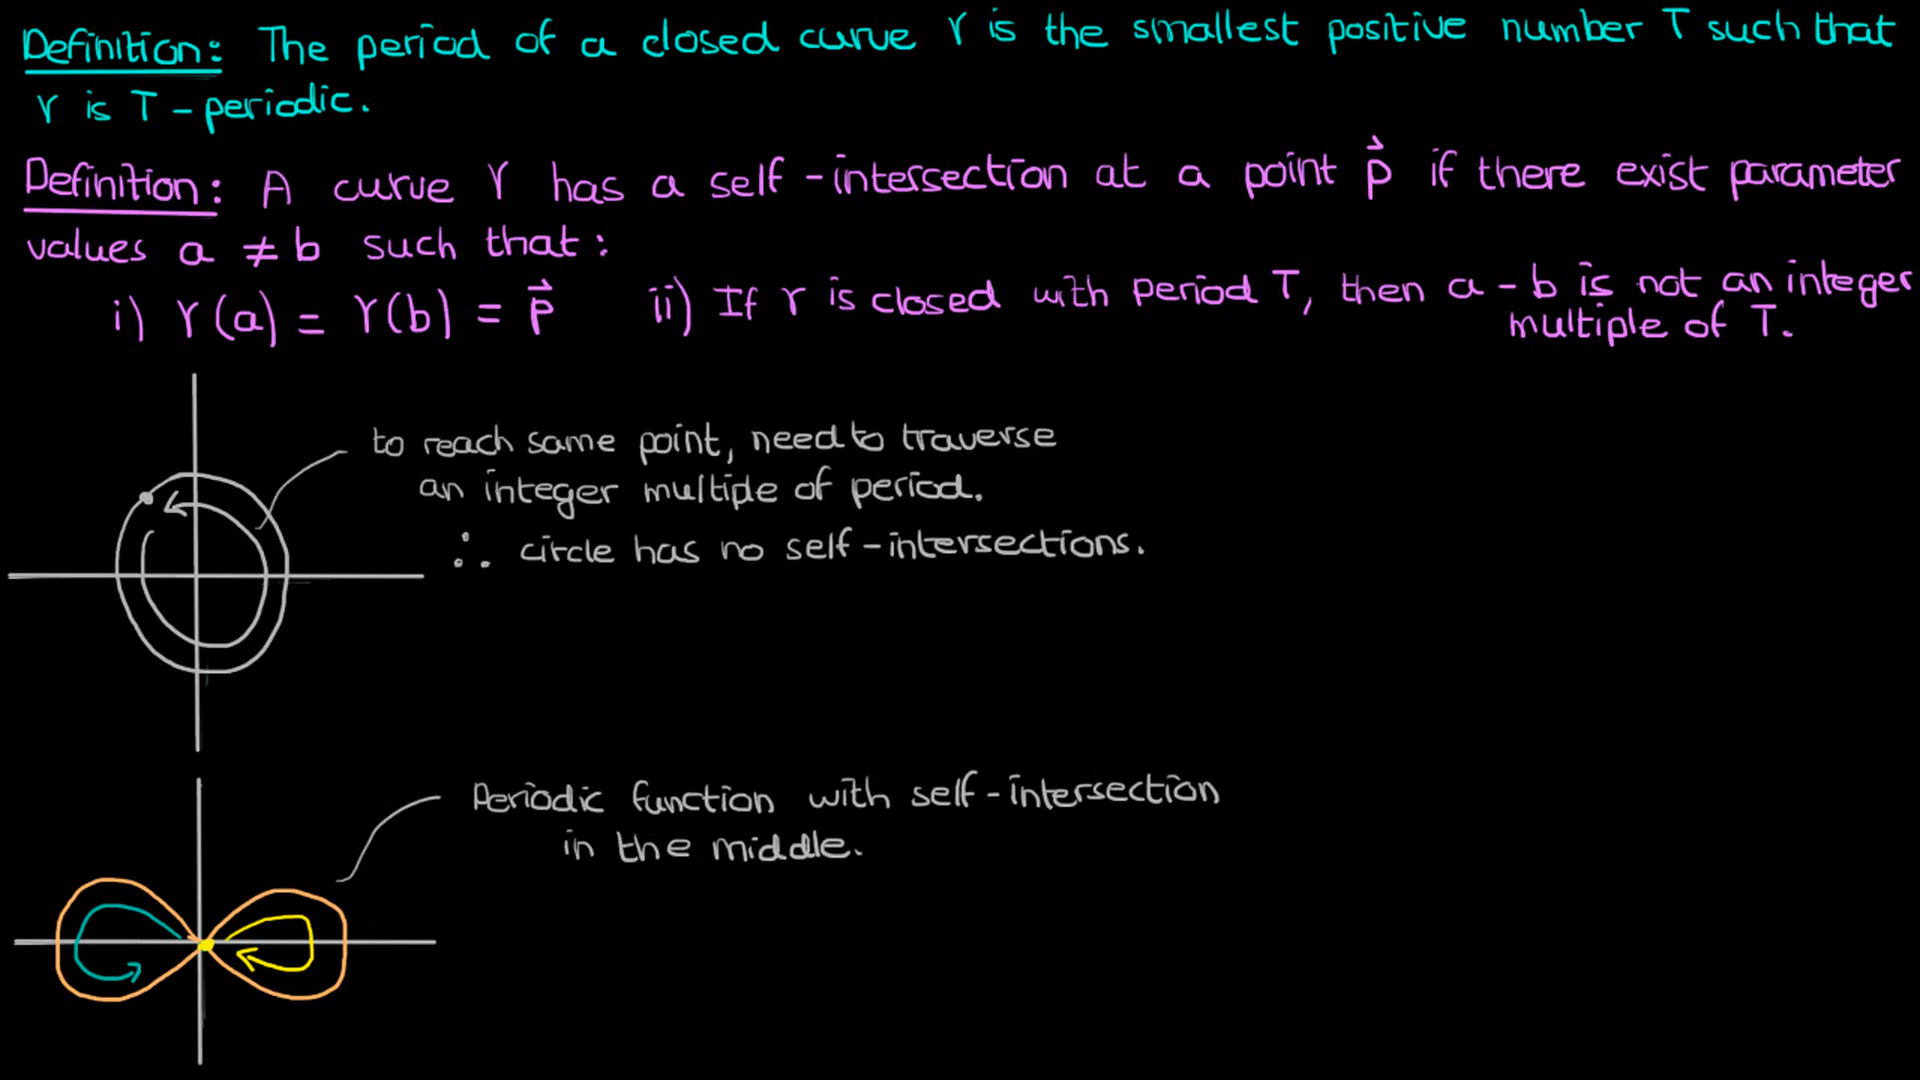 Definition: The period of a closed curve γ is the smallest positive number T such that
γ is T-periodic.
Definition: A curve γ has a self-intersection at a point p⃗ if there exist parameter
values a ≠ b such that:
i) γ(a) = γ(b) = p⃗ ii) If γ is closed with period T, then a - b is not an integer
multiple of T.
to reach same point, need to traverse
an integer multiple of period.
∴ circle has no self-intersections.
Periodic function with self-intersection
in the middle.